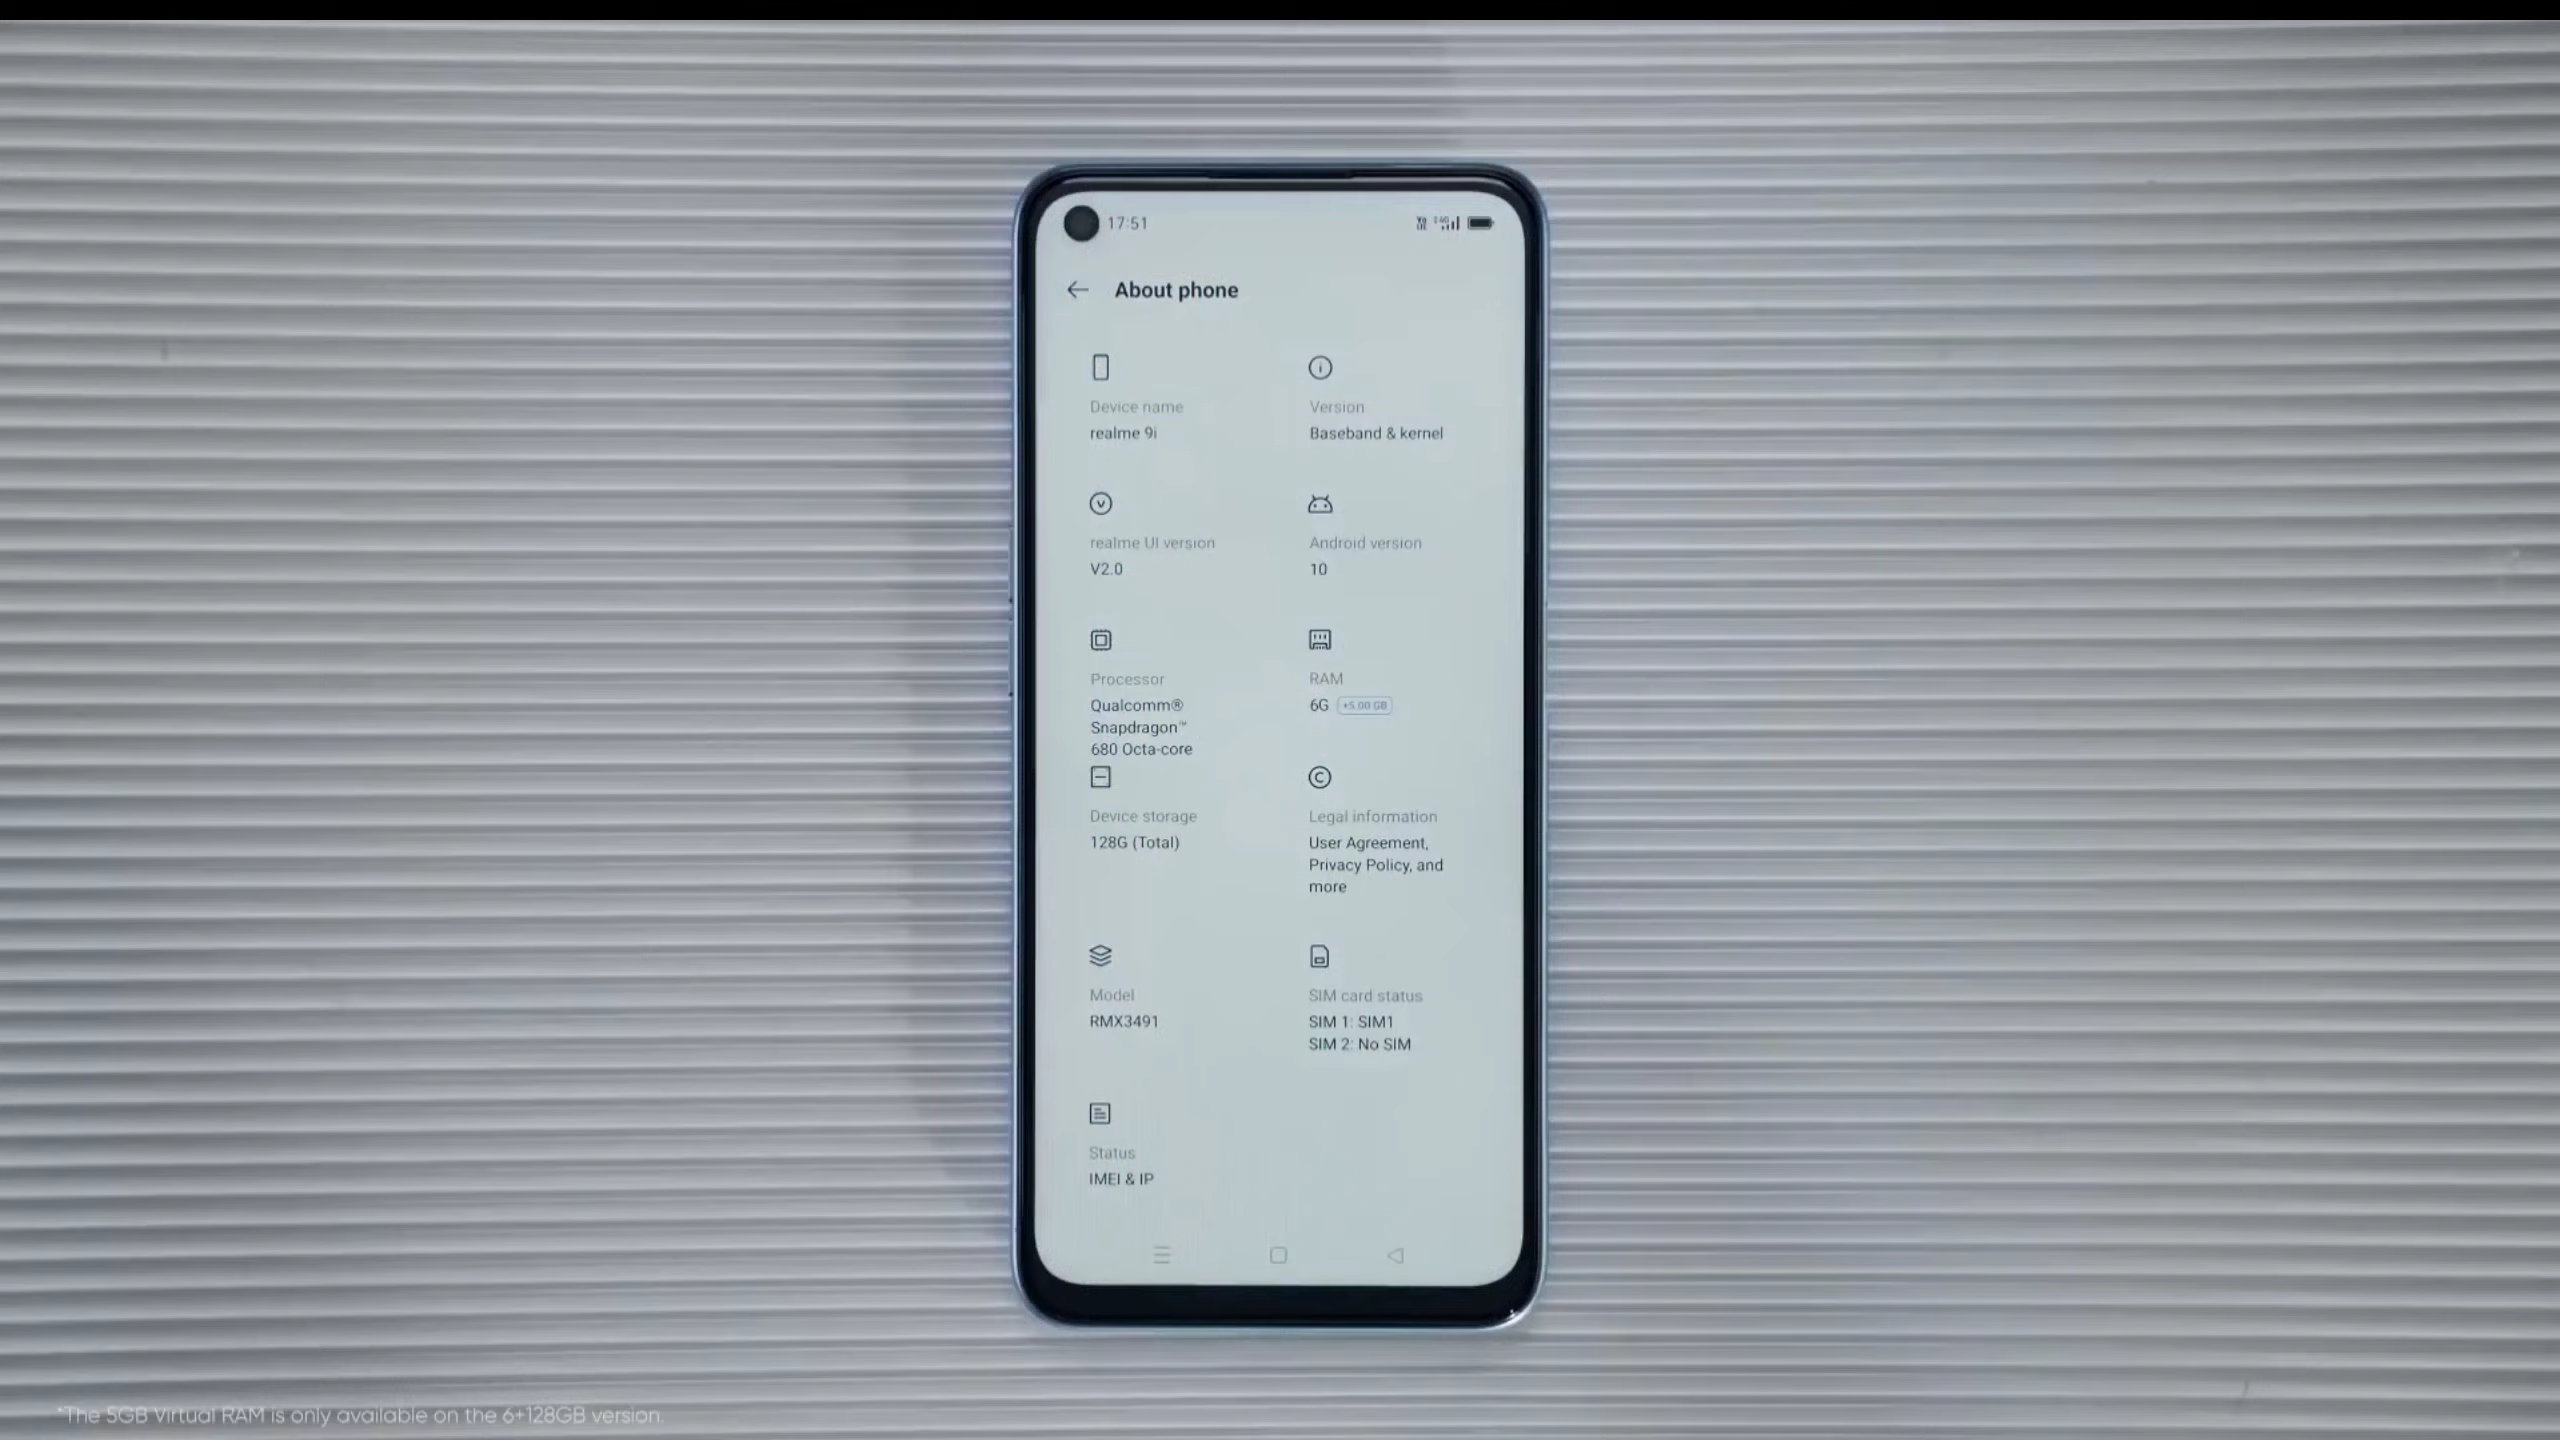 17:51
About phone
Device name
realme 9i
Version
Baseband & kernel
realme UI version
V2.0
Android version
10
Processor
Qualcomm®
Snapdragon™
680 Octa-core
RAM
6G +5.00 GB
Device storage
128G (Total)
Legal information
User Agreement,
Privacy Policy, and
more
Model
RMX3491
SIM card status
SIM 1: SIM1
SIM 2: No SIM
Status
IMEI & IP
*The 5GB Virtual RAM is only available on the 6+128GB version.